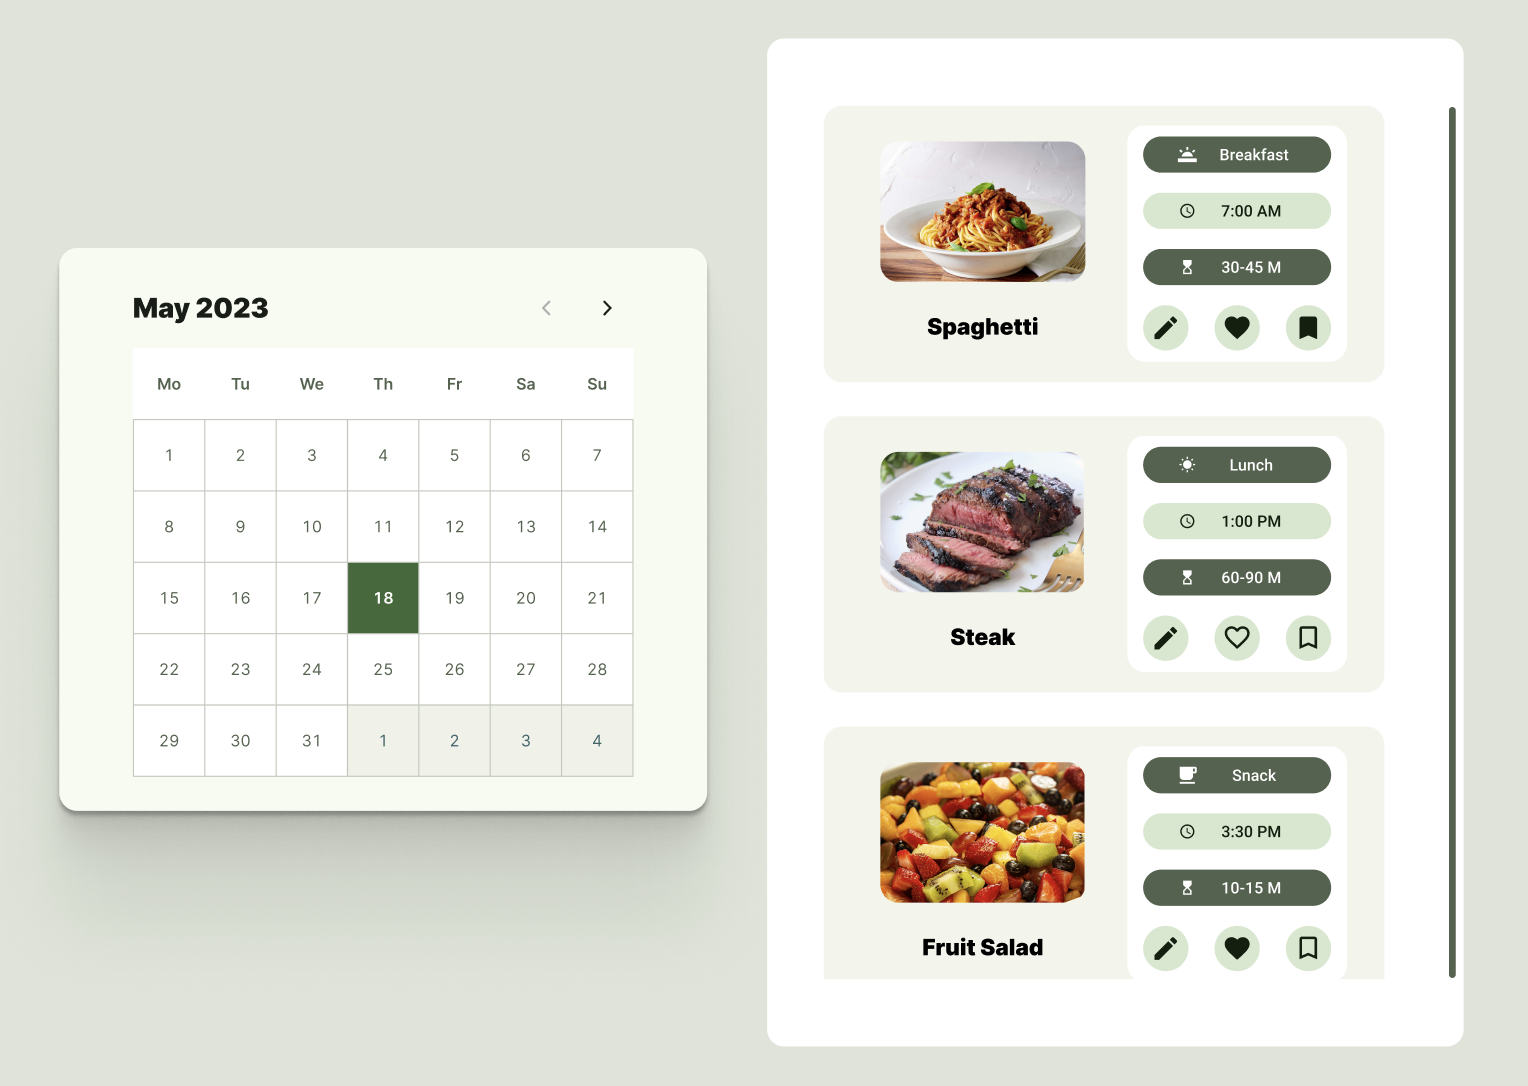 May 2023
Mo Tu We Th Fr Sa Su
1 2 3 4 5 6 7
8 9 10 11 12 13 14
15 16 17 18 19 20 21
22 23 24 25 26 27 28
29 30 31 1 2 3 4
Breakfast
7:00 AM
30-45 M
Spaghetti
Lunch
1:00 PM
60-90 M
Steak
Snack
3:30 PM
10-15 M
Fruit Salad